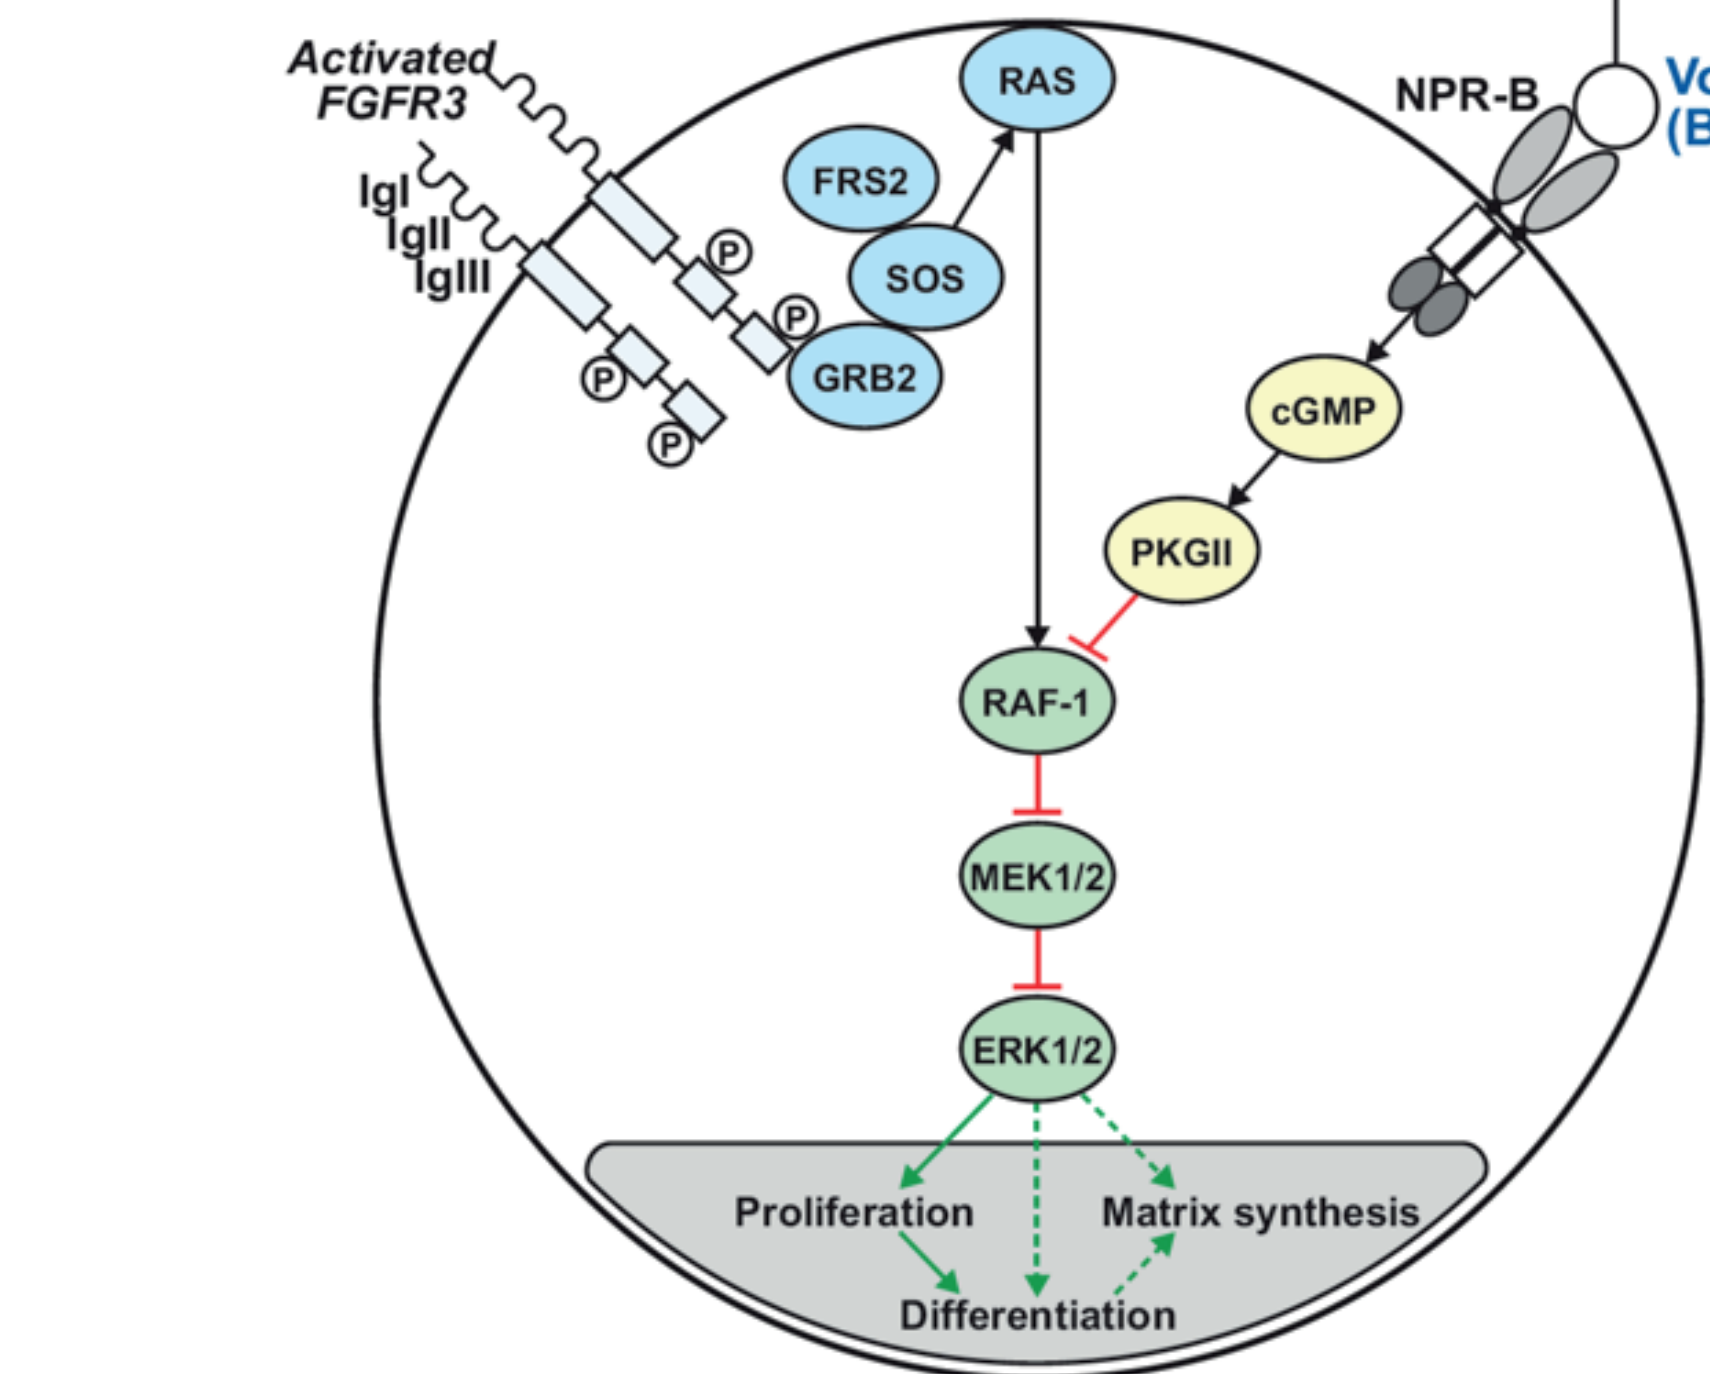 Activated
FGFR3
IgI
IgII
IgIII
P
P
P
P
RAS
FRS2
SOS
GRB2
NPR-B
Vo
(B
cGMP
PKGII
RAF-1
MEK1/2
ERK1/2
Proliferation
Matrix synthesis
Differentiation